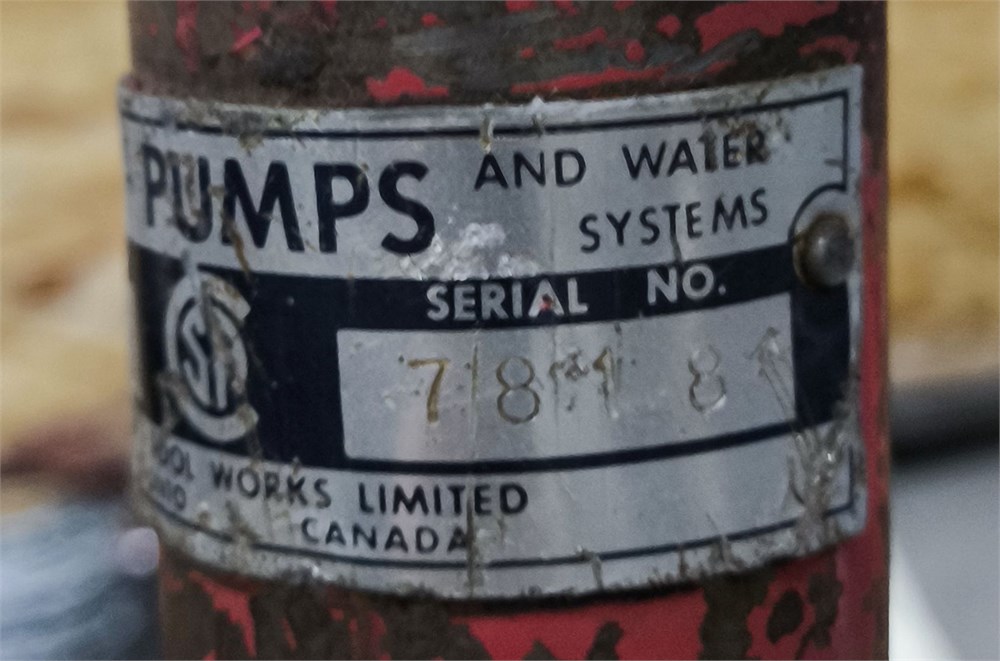 PUMPS AND WATER
SYSTEMS
SERIAL NO.
WORKS LIMITED
CANADA